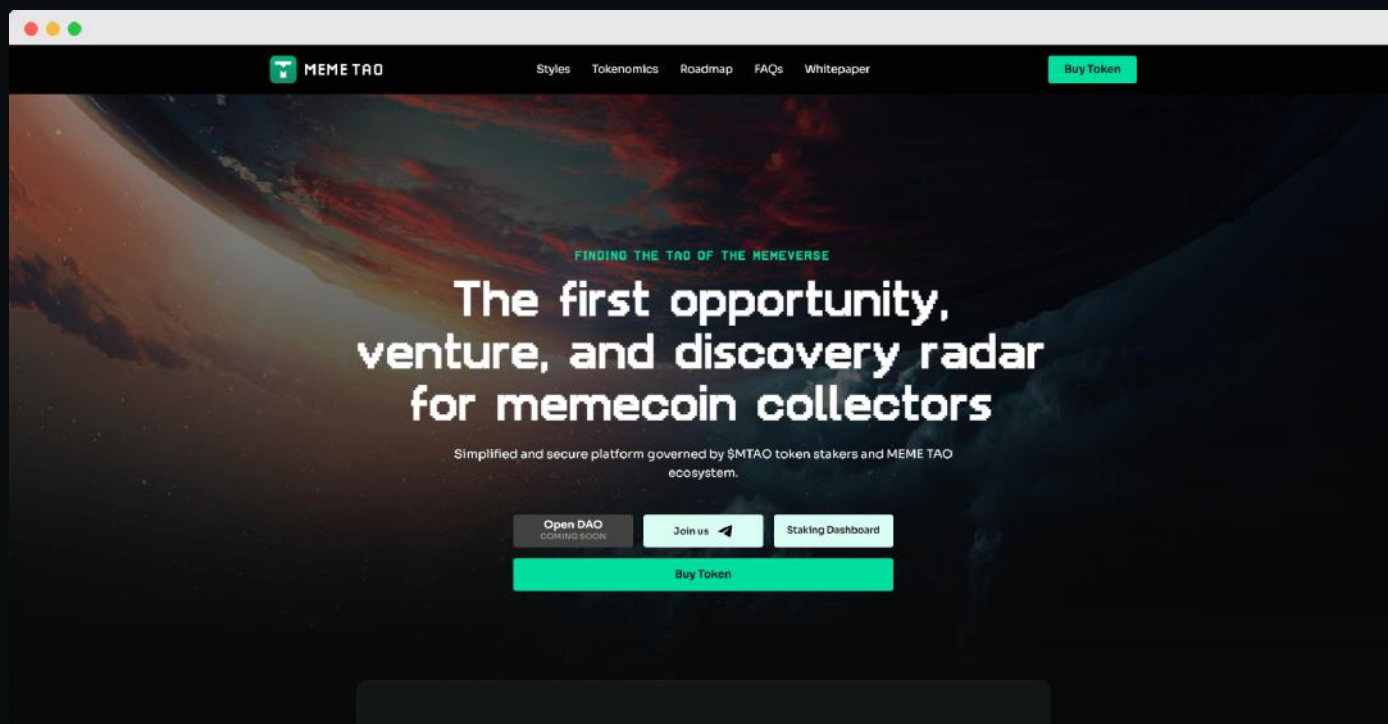 MEME TAO
Styles Tokenomics Roadmap FAQs Whitepaper
Buy Token
FINDING THE TAO OF THE MEMEVERSE
The first opportunity,
venture, and discovery radar
for memecoin collectors
Simplified and secure platform governed by $MTAO token stakers and MEME TAO
ecosystem.
Open DAO
COMING SOON
Join us
Staking Dashboard
Buy Token